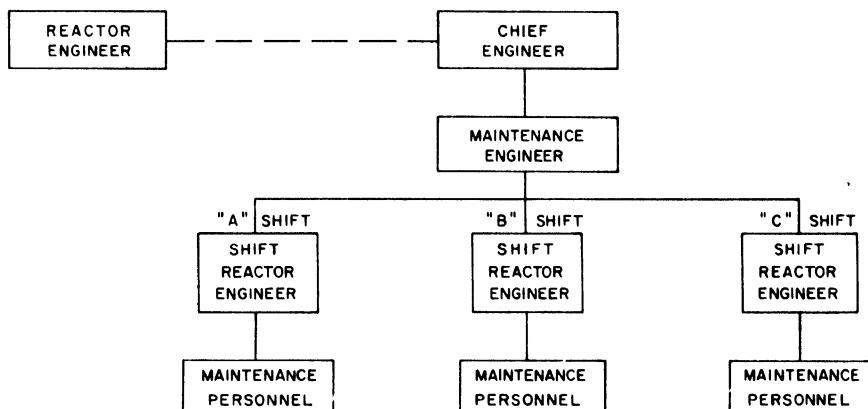 REACTOR
ENGINEER
CHIEF
ENGINEER
MAINTENANCE
ENGINEER
"A" SHIFT
"B" SHIFT
"C" SHIFT
SHIFT
REACTOR
ENGINEER
SHIFT
REACTOR
ENGINEER
SHIFT
REACTOR
ENGINEER
MAINTENANCE
PERSONNEL
MAINTENANCE
PERSONNEL
MAINTENANCE
PERSONNEL